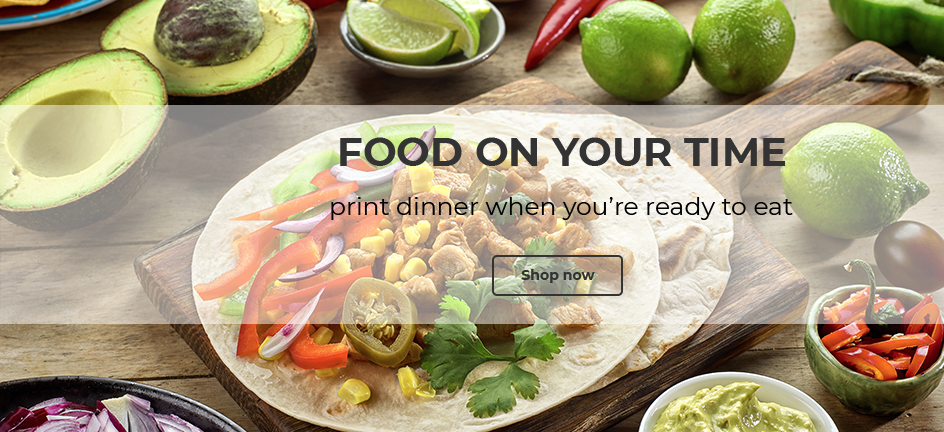 FOOD ON YOUR TIME
print dinner when you’re ready to eat
Shop now